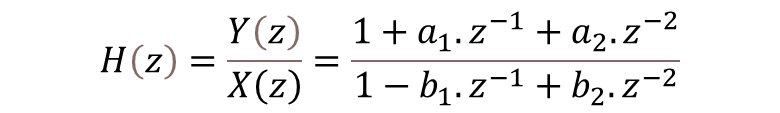 H(z) = Y(z) / X(z) = 1 + a₁.z⁻¹ + a₂.z⁻² / 1 − b₁.z⁻¹ + b₂.z⁻²